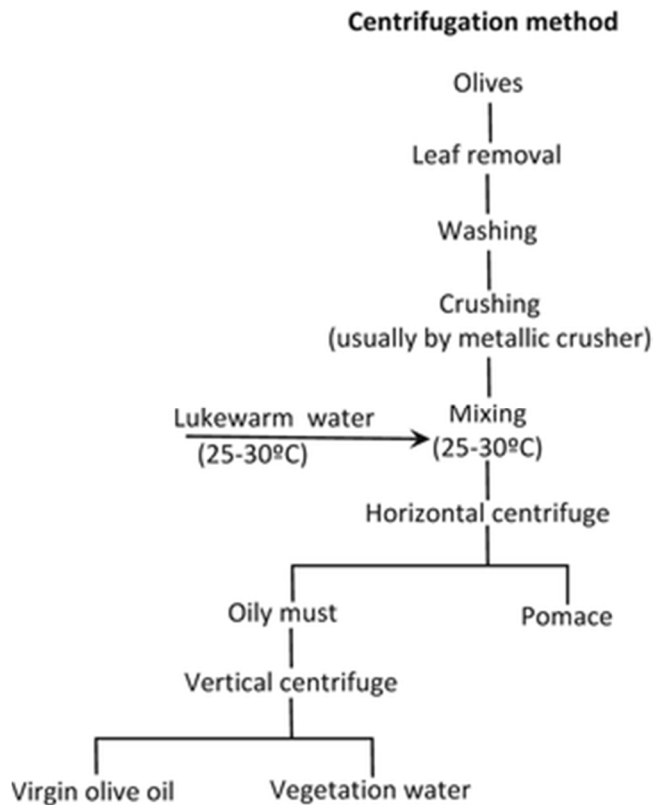 Centrifugation method
Olives
Leaf removal
Washing
Crushing
(usually by metallic crusher)
Lukewarm water
(25-30ºC)
Mixing
(25-30ºC)
Horizontal centrifuge
Oily must
Pomace
Vertical centrifuge
Virgin olive oil
Vegetation water